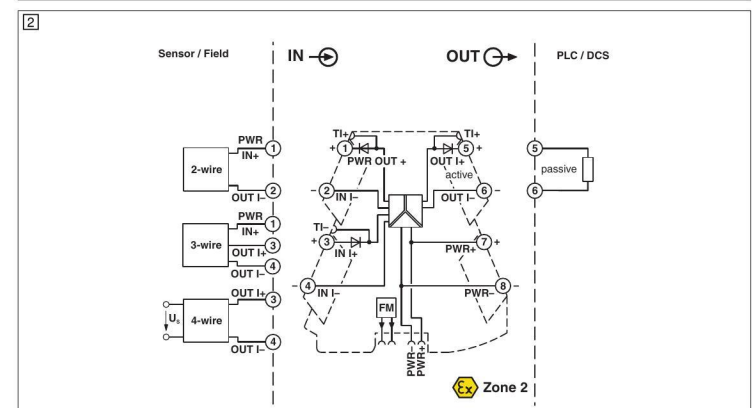 2
Sensor / Field
IN
OUT
PLC / DCS
PWR
IN+
1
2-wire
2
OUT I–
PWR
IN+
1
3-wire
OUT I+
3
4
OUT I–
OUT I+
3
Us
4-wire
4
OUT I–
TI+
+
1
PWR OUT +
–
2
IN I–
TI–
+
3
IN I+
–
4
IN I–
FM
PWR–
PWR+
TI+
5
+
OUT I+
active
6
–
OUT I–
7
+
PWR+
8
–
PWR–
5
passive
6
Ex
Zone 2